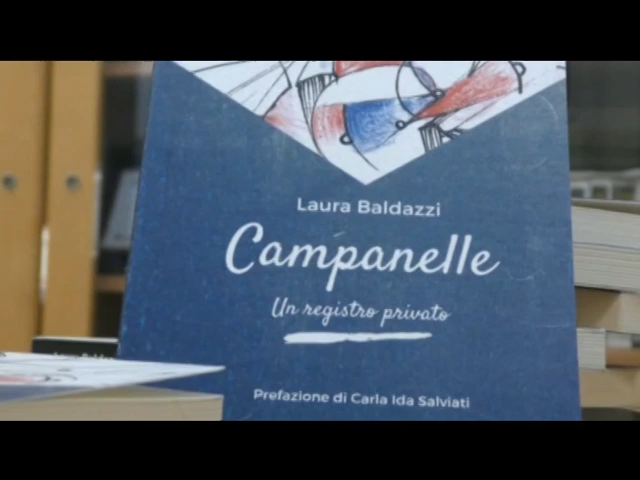 Laura Baldazzi
Campanelle
Un registro privato
Prefazione di Carla Ida Salviati